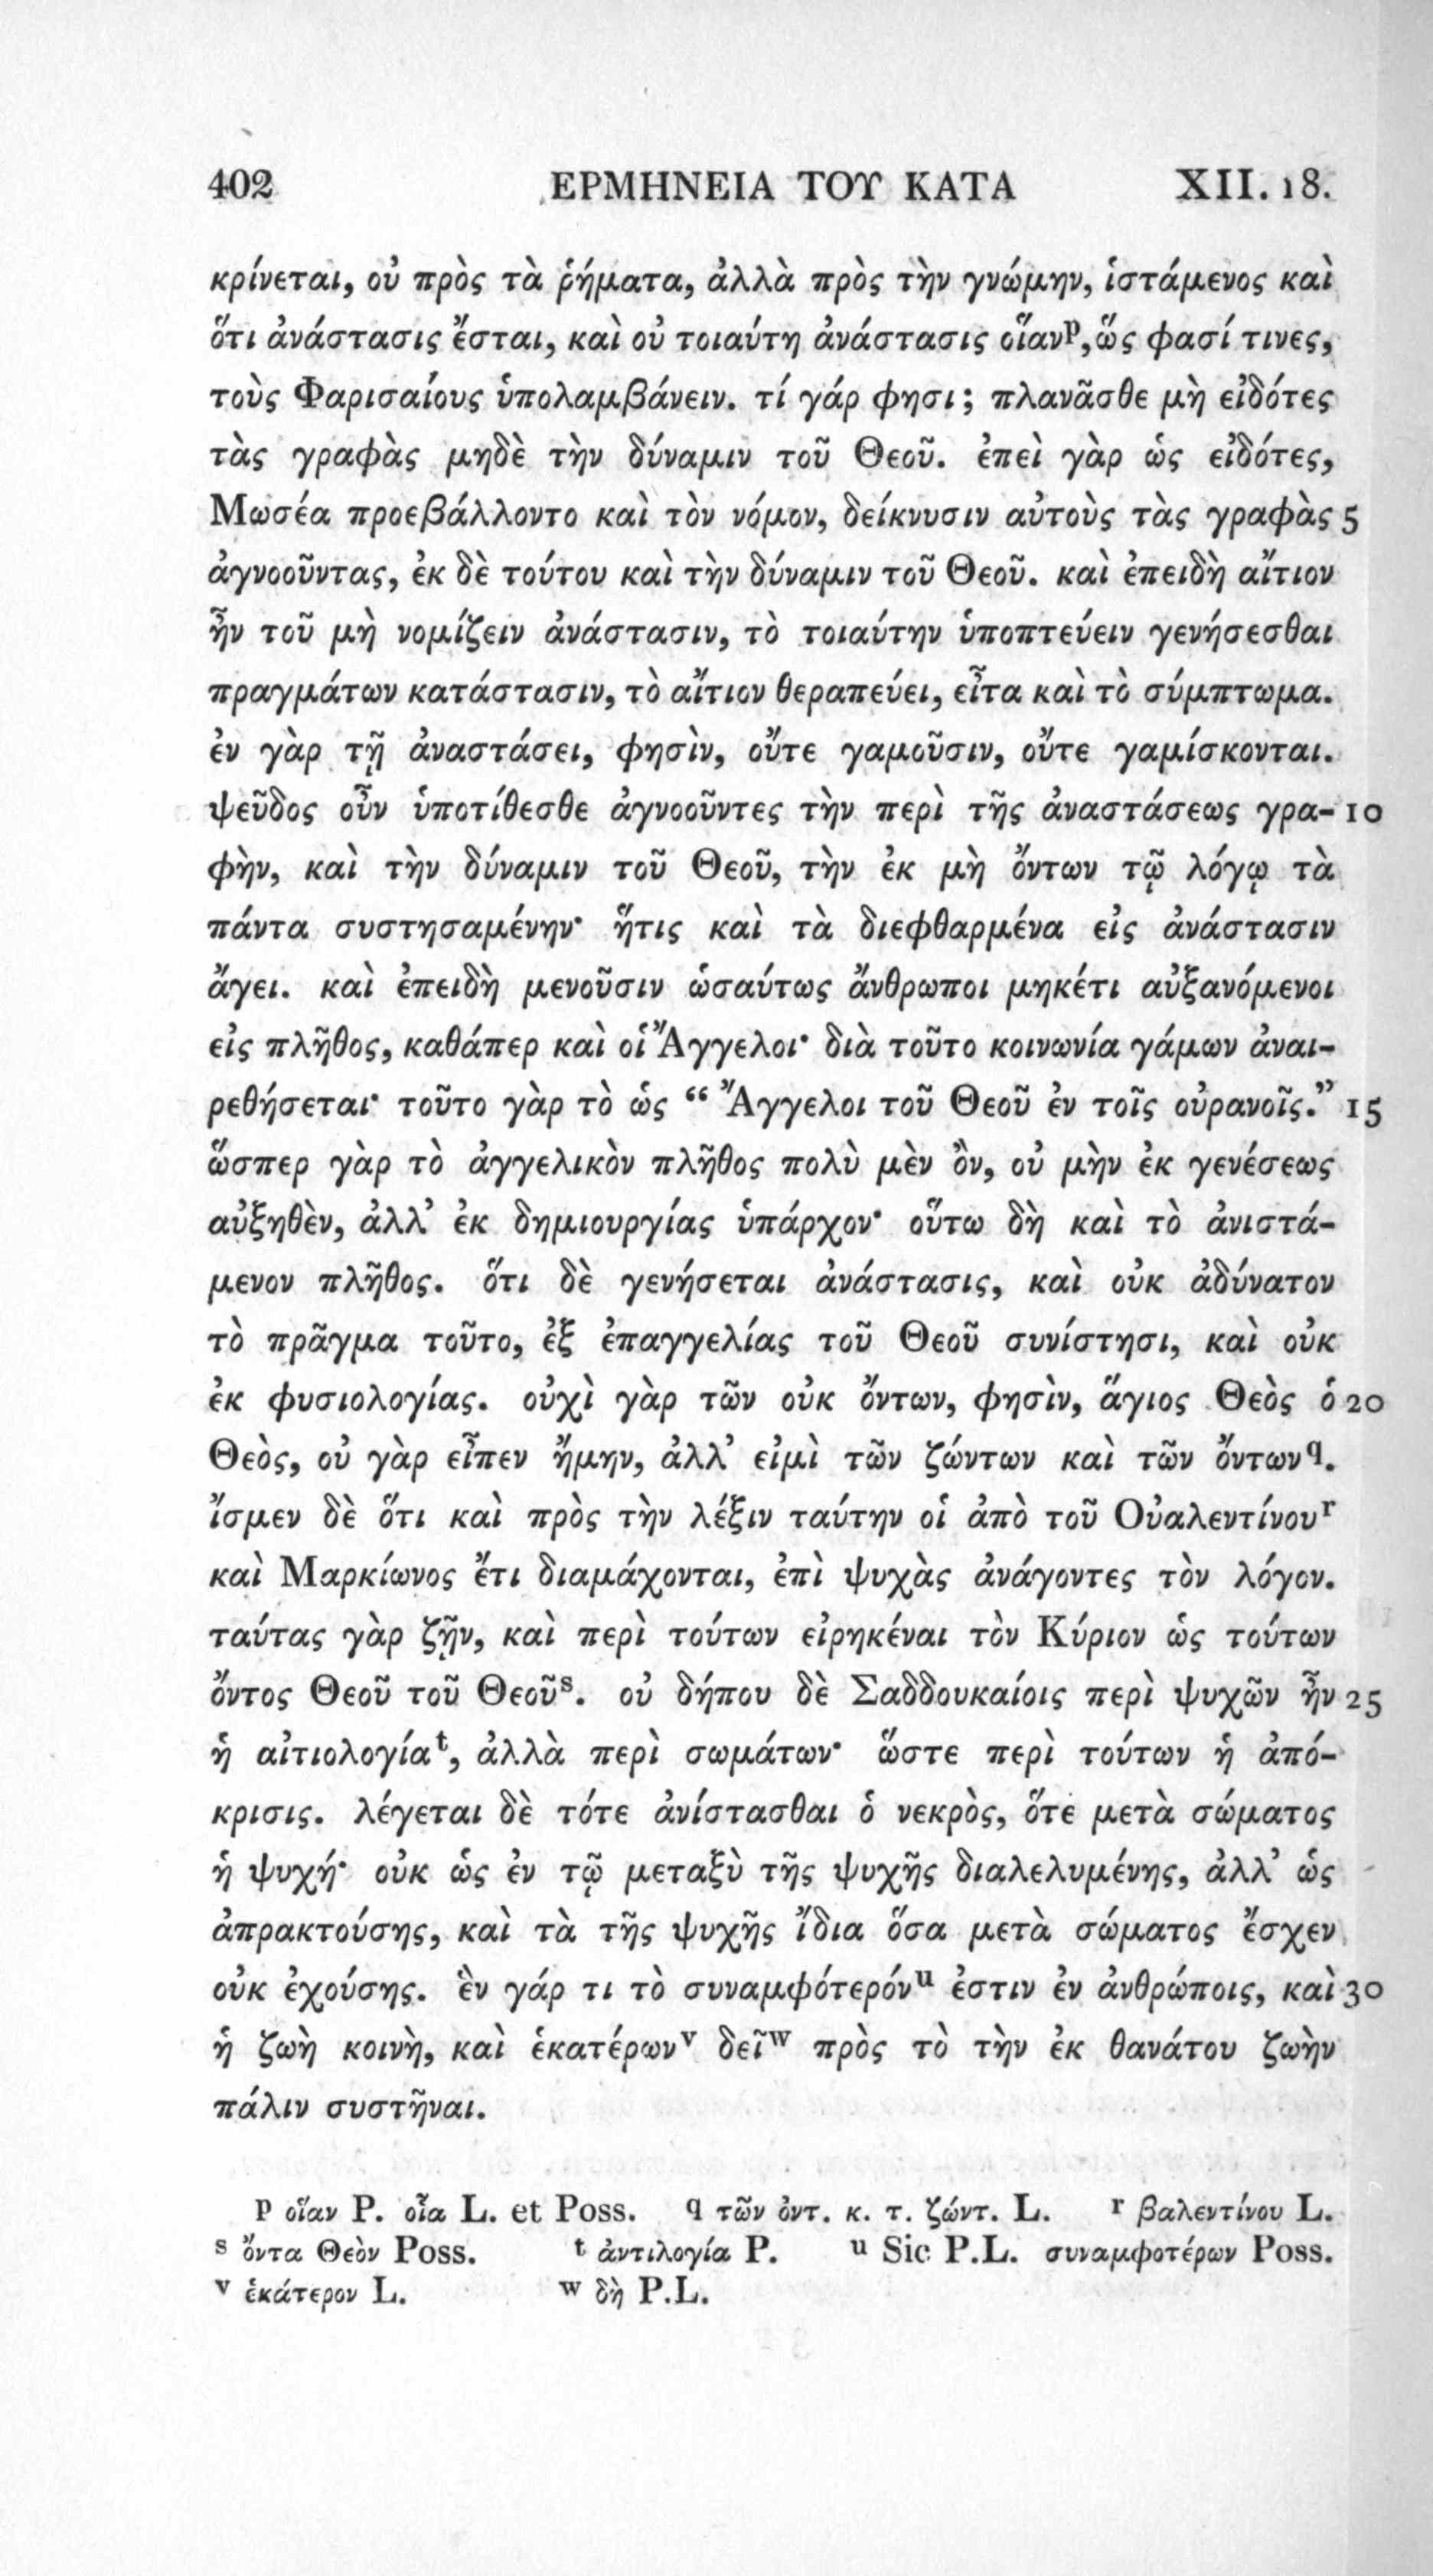 402 ΕΡΜΗΝΕΙΑ ΤΟΥ ΚΑΤΑ XII. 18.
κρίνεται, οὐ πρὸς τὰ ῥήματα, ἀλλὰ πρὸς τὴν γνώμην, ἱστάμενος καὶ
ὅτι ἀνάστασις ἔσται, καὶ οὐ τοιαύτη ἀνάστασις οἵαν p, ὥς φασί τινες,
τοὺς Φαρισαίους ὑπολαμβάνειν. τί γάρ φησι; πλανᾶσθε μὴ εἰδότες
τὰς γραφὰς μηδὲ τὴν δύναμιν τοῦ Θεοῦ. ἐπεὶ γὰρ ὡς εἰδότες,
Μωσέα προεβάλλοντο καὶ τὸν νόμον, δείκνυσιν αὐτοὺς τὰς γραφὰς 5
ἀγνοοῦντας, ἐκ δὲ τούτου καὶ τὴν δύναμιν τοῦ Θεοῦ. καὶ ἐπειδὴ αἴτιον
ἦν τοῦ μὴ νομίζειν ἀνάστασιν, τὸ τοιαύτην ὑποπτεύειν γενήσεσθαι
πραγμάτων κατάστασιν, τὸ αἴτιον θεραπεύει, εἶτα καὶ τὸ σύμπτωμα.
ἐν γὰρ τῇ ἀναστάσει, φησὶν, οὔτε γαμοῦσιν, οὔτε γαμίσκονται.
ψεῦδος οὖν ὑποτίθεσθε ἀγνοοῦντες τὴν περὶ τῆς ἀναστάσεως γρα- 10
φὴν, καὶ τὴν δύναμιν τοῦ Θεοῦ, τὴν ἐκ μὴ ὄντων τῷ λόγῳ τὰ
πάντα συστησαμένην· ἥτις καὶ τὰ διεφθαρμένα εἰς ἀνάστασιν
ἄγει. καὶ ἐπειδὴ μενοῦσιν ὡσαύτως ἄνθρωποι μηκέτι αὐξανόμενοι
εἰς πλῆθος, καθάπερ καὶ οἱ Ἄγγελοι· διὰ τοῦτο κοινωνία γάμων ἀναι-
ρεθήσεται· τοῦτο γὰρ τὸ ὡς “ Ἄγγελοι τοῦ Θεοῦ ἐν τοῖς οὐρανοῖς.” 15
ὥσπερ γὰρ τὸ ἀγγελικὸν πλῆθος πολὺ μὲν ὂν, οὐ μὴν ἐκ γενέσεως
αὐξηθὲν, ἀλλ’ ἐκ δημιουργίας ὑπάρχον· οὕτω δὴ καὶ τὸ ἀνιστά-
μενον πλῆθος. ὅτι δὲ γενήσεται ἀνάστασις, καὶ οὐκ ἀδύνατον
τὸ πρᾶγμα τοῦτο, ἐξ ἐπαγγελίας τοῦ Θεοῦ συνίστησι, καὶ οὐκ
ἐκ φυσιολογίας. οὐχὶ γὰρ τῶν οὐκ ὄντων, φησὶν, ἅγιος Θεὸς ὁ 20
Θεὸς, οὐ γὰρ εἶπεν ἤμην, ἀλλ’ εἰμὶ τῶν ζώντων καὶ τῶν ὄντων q.
ἴσμεν δὲ ὅτι καὶ πρὸς τὴν λέξιν ταύτην οἱ ἀπὸ τοῦ Οὐαλεντίνου r
καὶ Μαρκίωνος ἔτι διαμάχονται, ἐπὶ ψυχὰς ἀνάγοντες τὸν λόγον.
ταύτας γὰρ ζῇν, καὶ περὶ τούτων εἰρηκέναι τὸν Κύριον ὡς τούτων
ὄντος Θεοῦ τοῦ Θεοῦ s. οὐ δήπου δὲ Σαδδουκαίοις περὶ ψυχῶν ἦν 25
ἡ αἰτιολογία t, ἀλλὰ περὶ σωμάτων· ὥστε περὶ τούτων ἡ ἀπό-
κρισις. λέγεται δὲ τότε ἀνίστασθαι ὁ νεκρὸς, ὅτε μετὰ σώματος
ἡ ψυχή· οὐκ ὡς ἐν τῷ μεταξὺ τῆς ψυχῆς διαλελυμένης, ἀλλ’ ὡς
ἀπρακτούσης, καὶ τὰ τῆς ψυχῆς ἴδια ὅσα μετὰ σώματος ἔσχεν
οὐκ ἐχούσης. ἓν γάρ τι τὸ συναμφότερόν u ἐστιν ἐν ἀνθρώποις, καὶ 30
ἡ ζωὴ κοινὴ, καὶ ἑκατέρων v δεῖ w πρὸς τὸ τὴν ἐκ θανάτου ζωὴν
πάλιν συστῆναι.
p οἵαν P. οἷα L. et Poss. q τῶν ὀντ. κ. τ. ζώντ. L. r βαλεντίνου L.
s ὄντα Θεὸν Poss. t ἀντιλογία P. u Sic P.L. συναμφοτέρων Poss.
v ἑκάτερον L. w δὴ P.L.